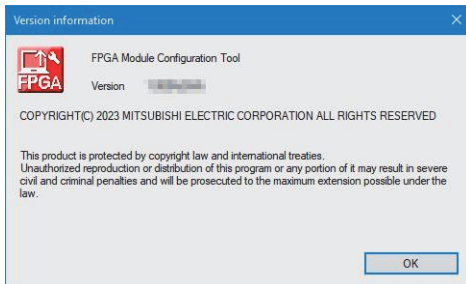 Version information
FPGA
FPGA Module Configuration Tool
Version
COPYRIGHT(C) 2023 MITSUBISHI ELECTRIC CORPORATION ALL RIGHTS RESERVED
This product is protected by copyright law and international treaties.
Unauthorized reproduction or distribution of this program or any portion of it may result in severe
civil and criminal penalties and will be prosecuted to the maximum extension possible under the
law.
OK